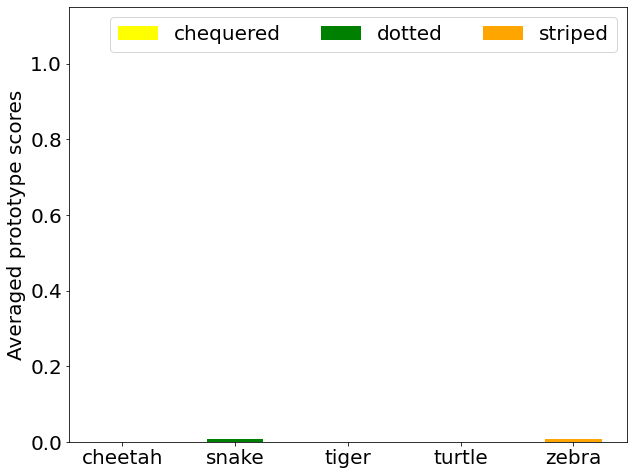 chequered dotted striped
Averaged prototype scores
1.0
0.8
0.6
0.4
0.2
0.0
cheetah snake tiger turtle zebra